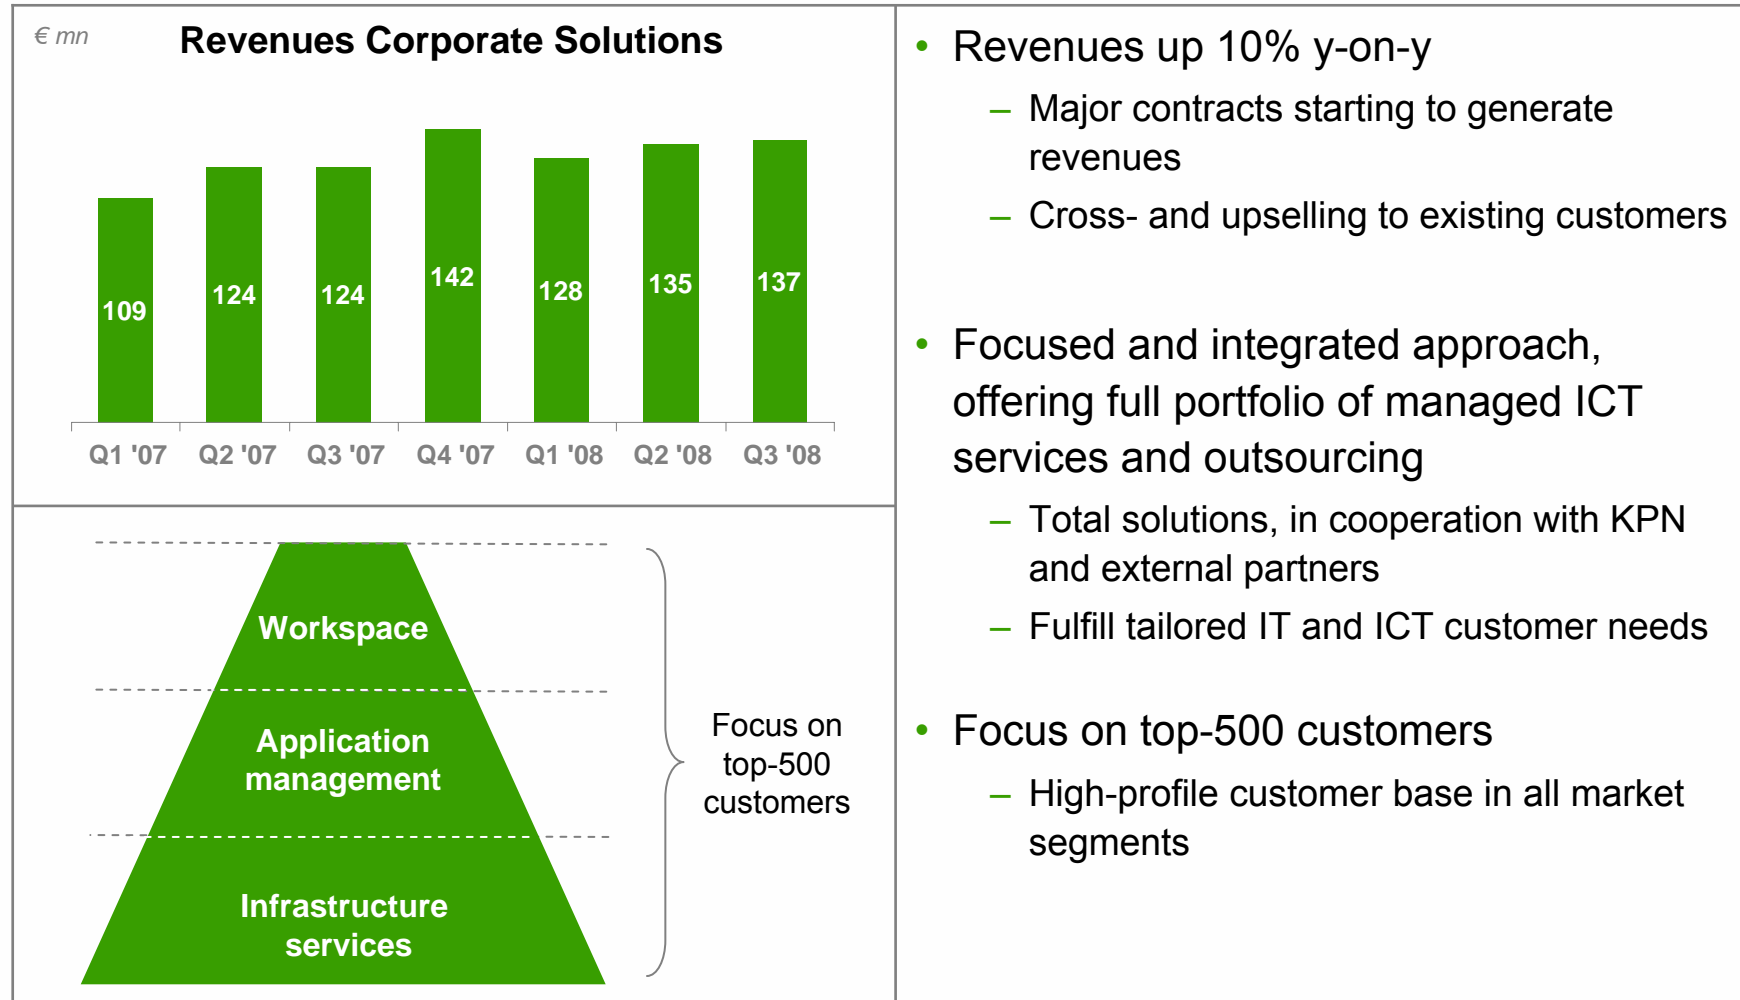 € mn
Revenues Corporate Solutions
109
124
124
142
128
135
137
Q1 '07
Q2 '07
Q3 '07
Q4 '07
Q1 '08
Q2 '08
Q3 '08
Workspace
Application
management
Infrastructure
services
Focus on
top-500
customers
• Revenues up 10% y-on-y
– Major contracts starting to generate
revenues
– Cross- and upselling to existing customers
• Focused and integrated approach,
offering full portfolio of managed ICT
services and outsourcing
– Total solutions, in cooperation with KPN
and external partners
– Fulfill tailored IT and ICT customer needs
• Focus on top-500 customers
– High-profile customer base in all market
segments